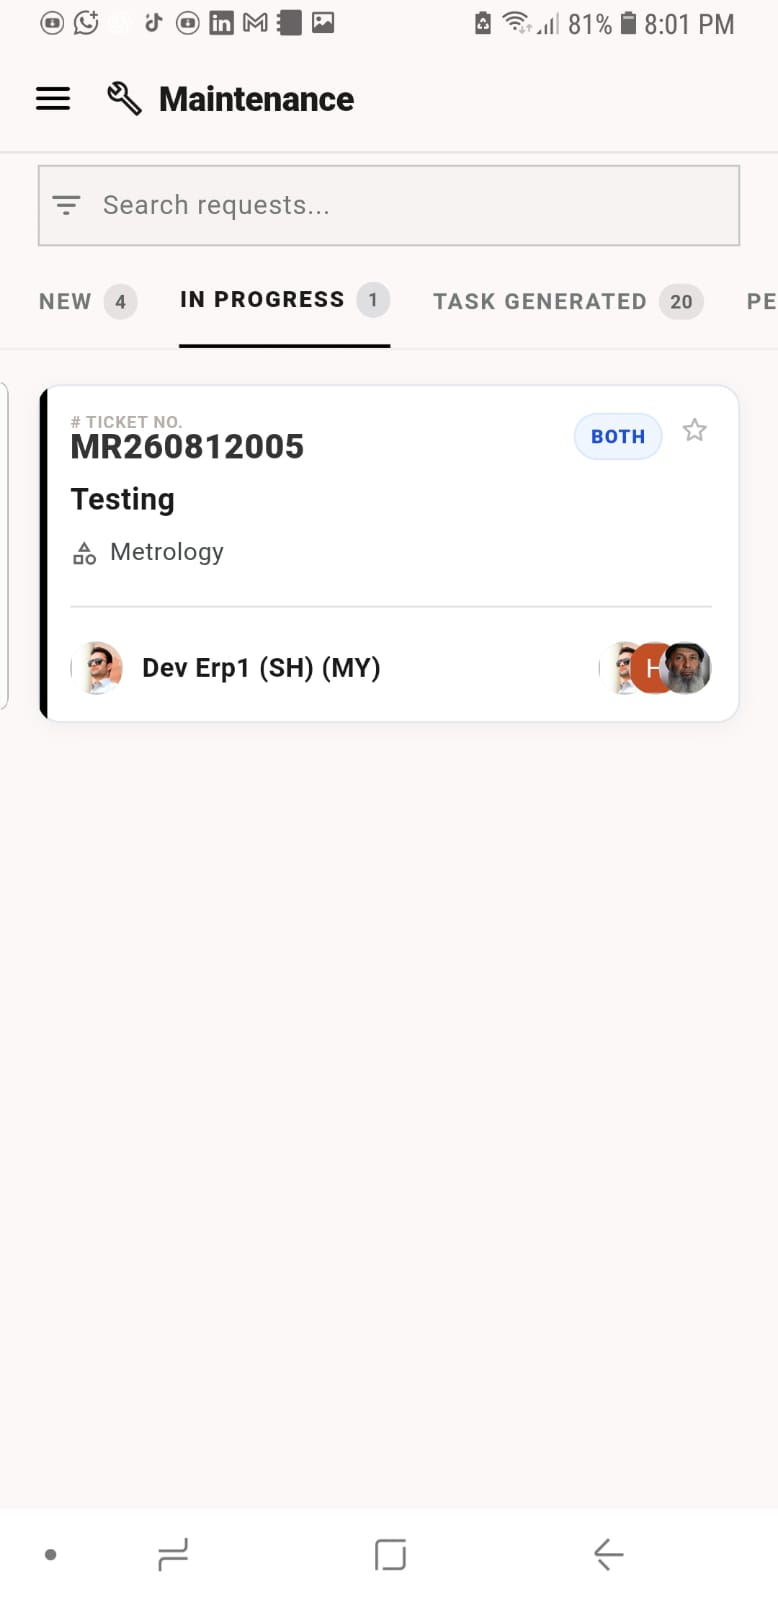 81% 8:01 PM
Maintenance
Search requests...
NEW 4 IN PROGRESS 1 TASK GENERATED 20 PE
# TICKET NO.
MR260812005
BOTH
Testing
Metrology
Dev Erp1 (SH) (MY)
H